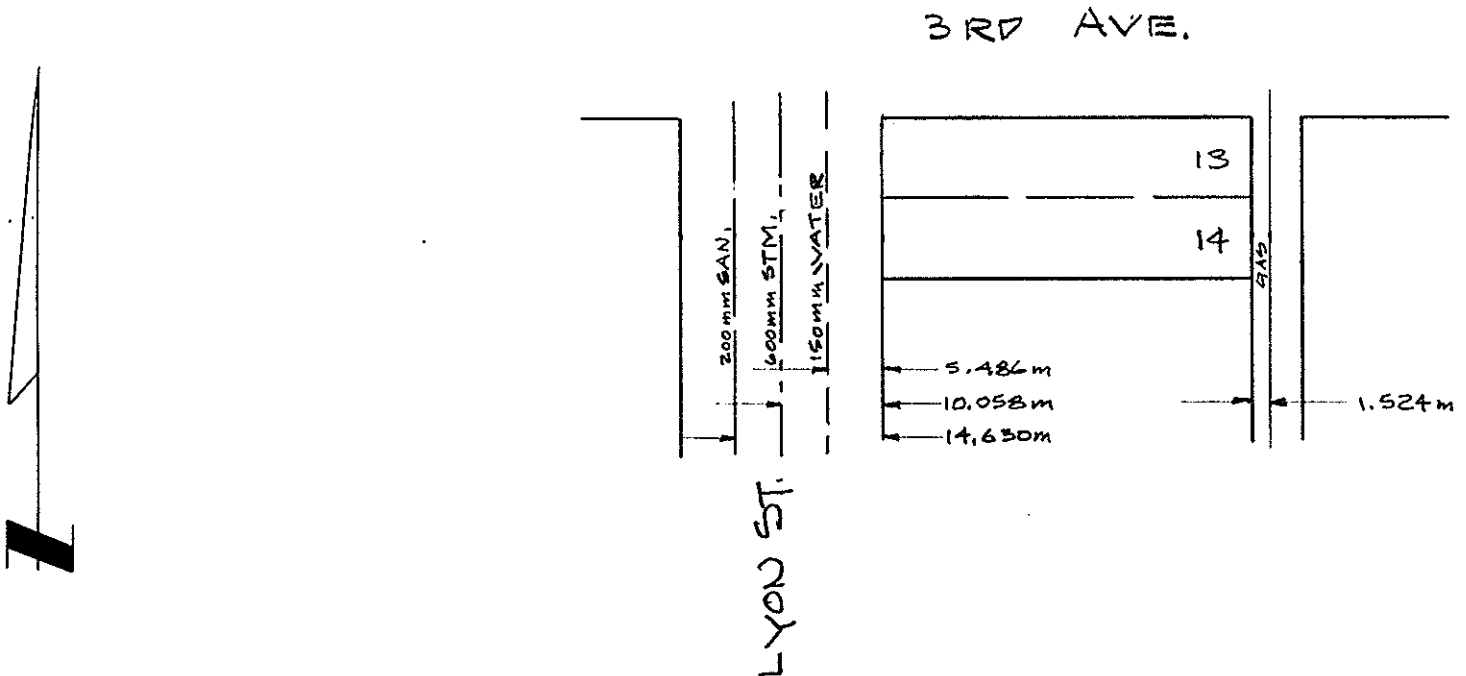 3RD AVE.
13
14
GAS
200mm SAN.
600mm STM.
150mm WATER
5.486m
10.058m
14.630m
1.524m
LYON ST.
N